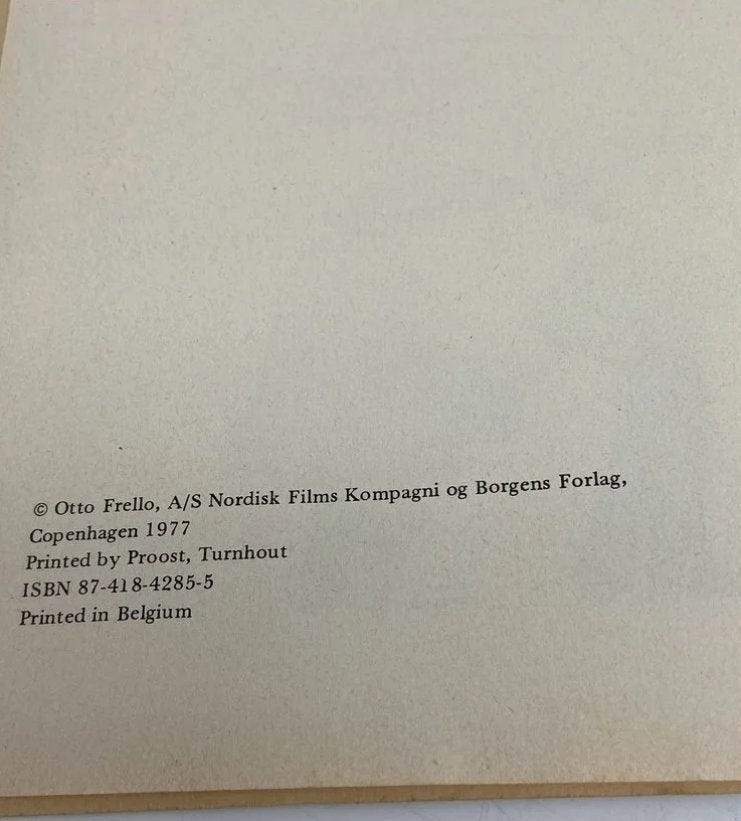 © Otto Frello, A/S Nordisk Films Kompagni og Borgens Forlag,
Copenhagen 1977
Printed by Proost, Turnhout
ISBN 87-418-4285-5
Printed in Belgium